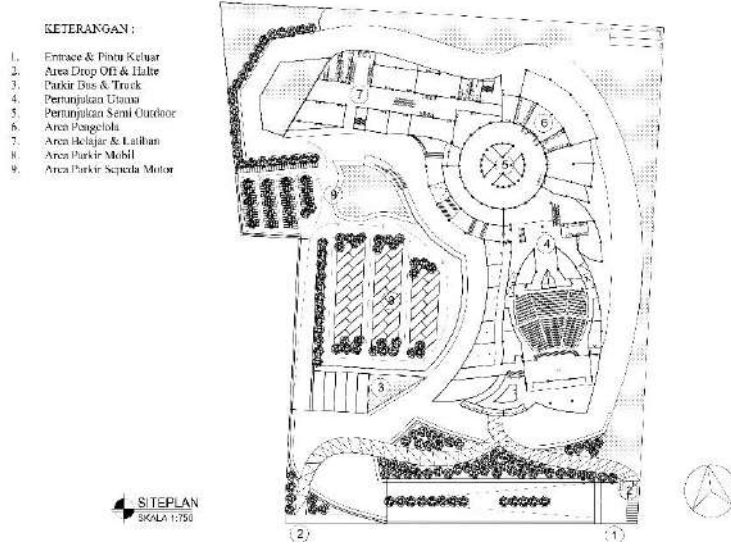 KETERANGAN :
1. Entrace & Pintu Keluar
2. Area Drop Off & Halte
3. Parkir Bus & Truck
4. Pertunjukan Utama
5. Pertunjukan Semi Outdoor
6. Area Pengelola
7. Area Belajar & Latihan
8. Area Parkir Mobil
9. Area Parkir Sepeda Motor
7
6
5
9
4
8
3
2
2
1
SITEPLAN
SKALA 1:750